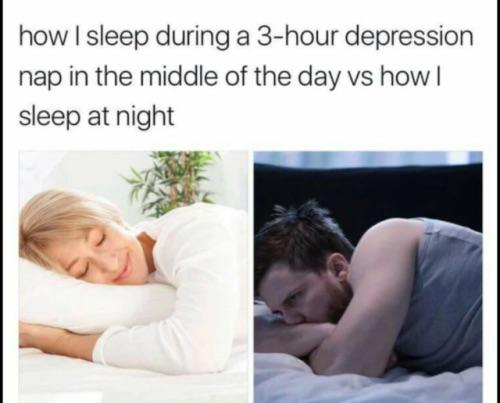 how I sleep during a 3-hour depression
nap in the middle of the day vs how I
sleep at night